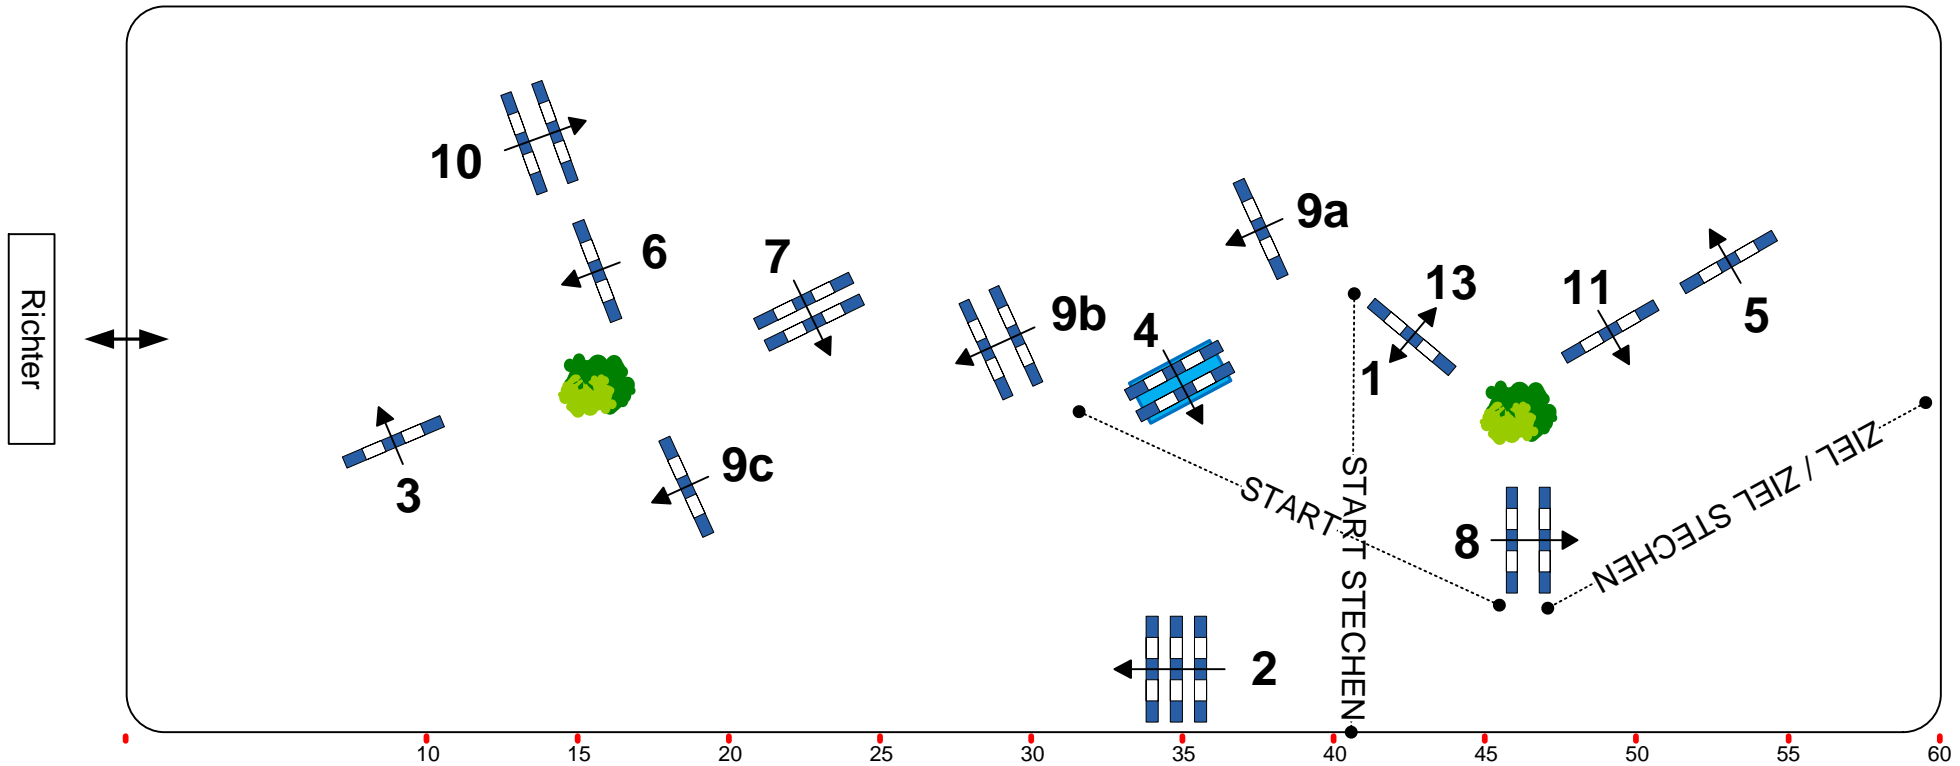 10
9a
6
7
13
11
5
9b
4
1
Richter
3
9c
START
START STECHEN
ZIEL / ZIEL STECHEN
8
2
10 15 20 25 30 35 40 45 50 55 60